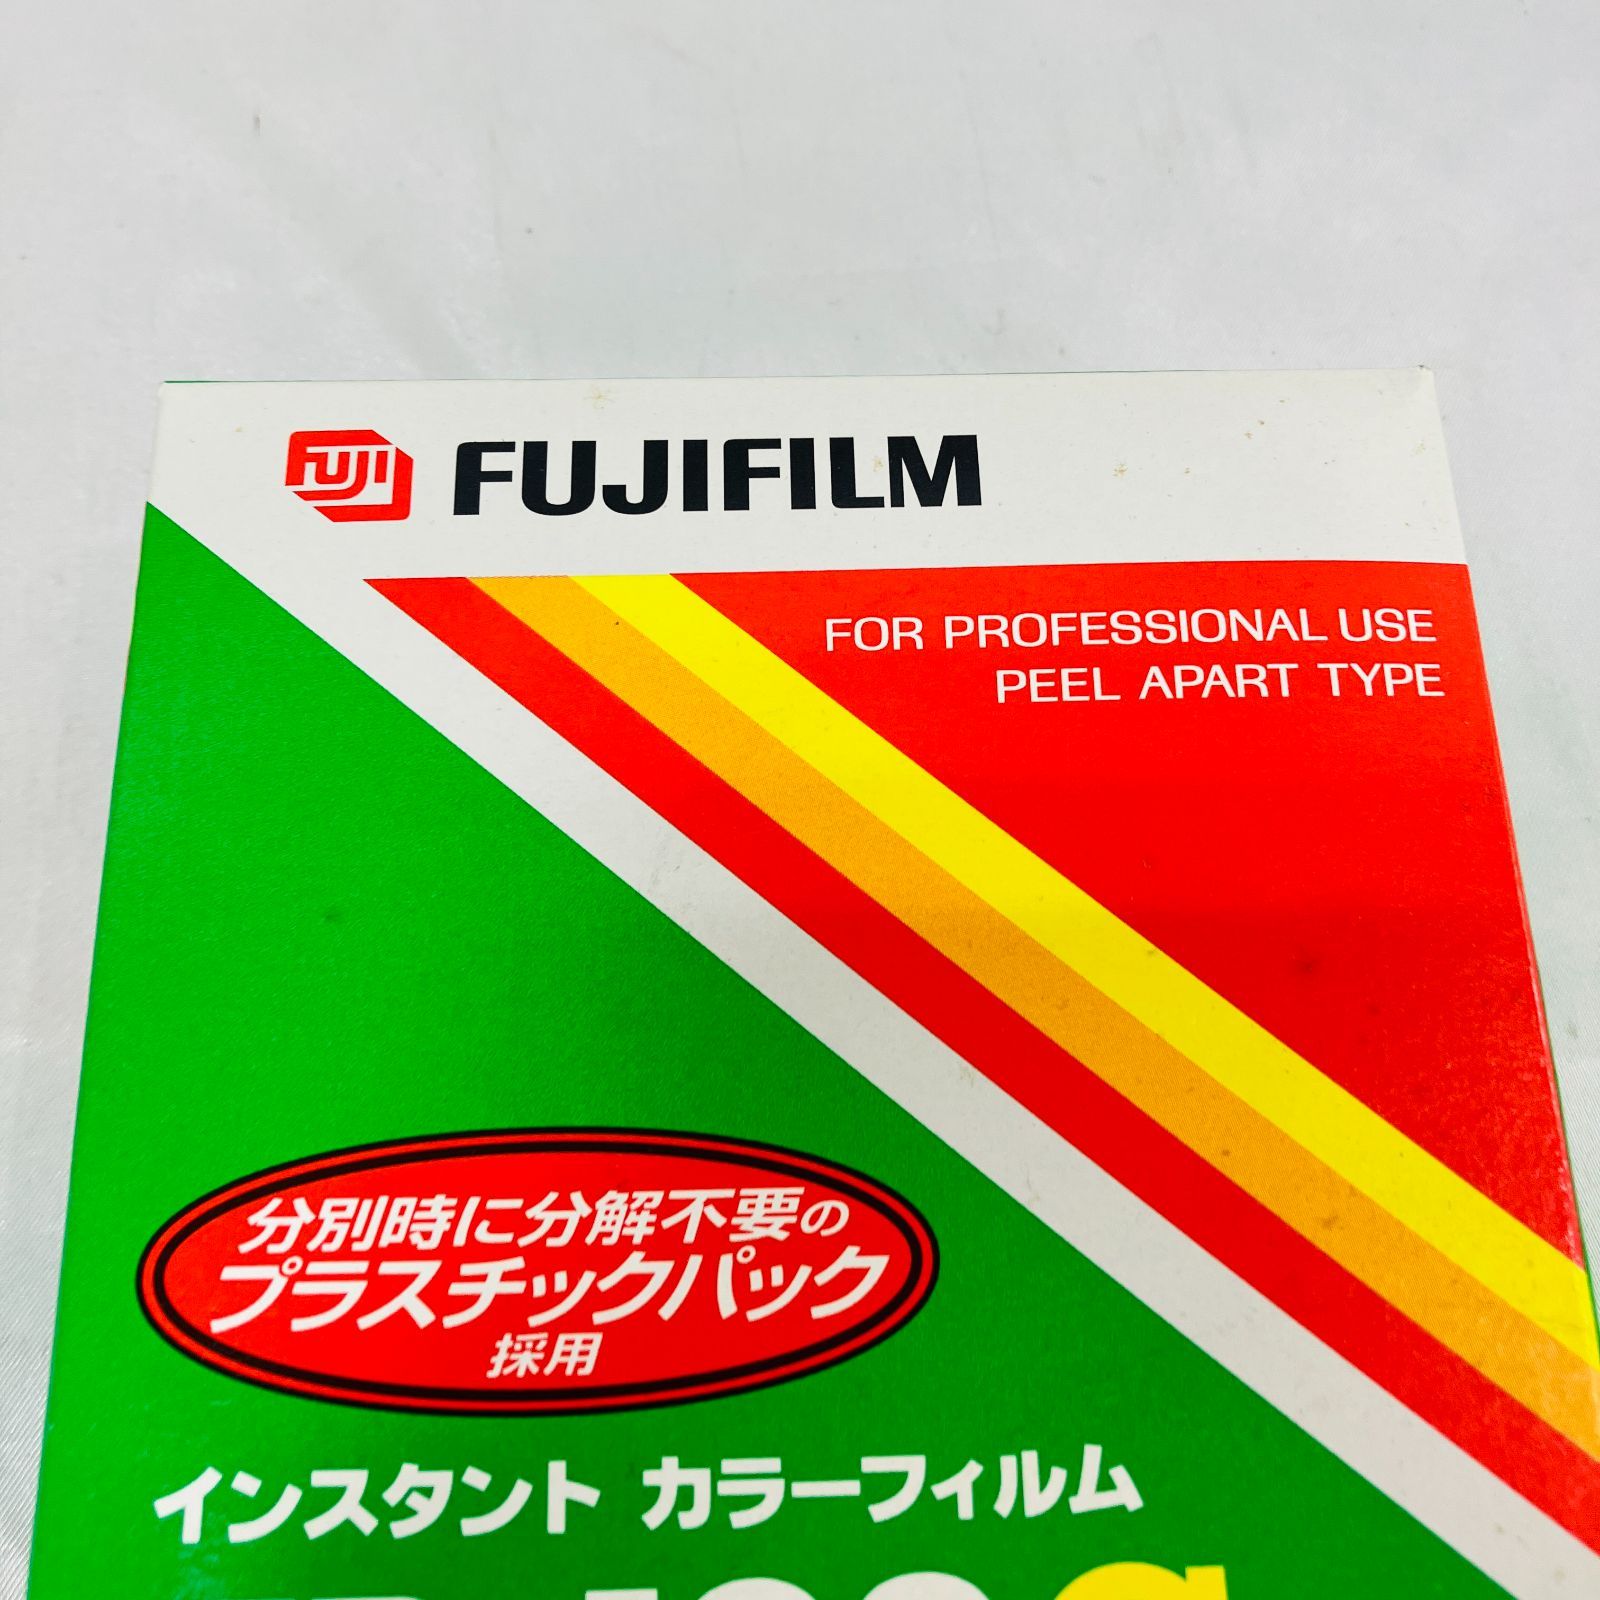 FUJI FUJIFILM
FOR PROFESSIONAL USE
PEEL APART TYPE
分別時に分解不要の
プラスチックパック
採用
インスタント カラーフィルム